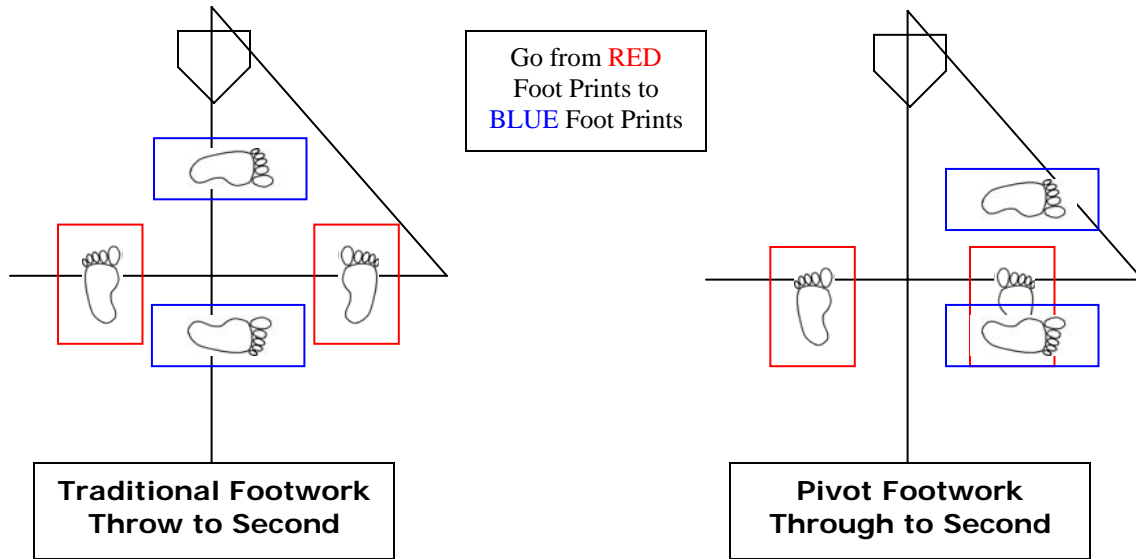 Go from RED
Foot Prints to
BLUE Foot Prints
Traditional Footwork
Throw to Second
Pivot Footwork
Through to Second